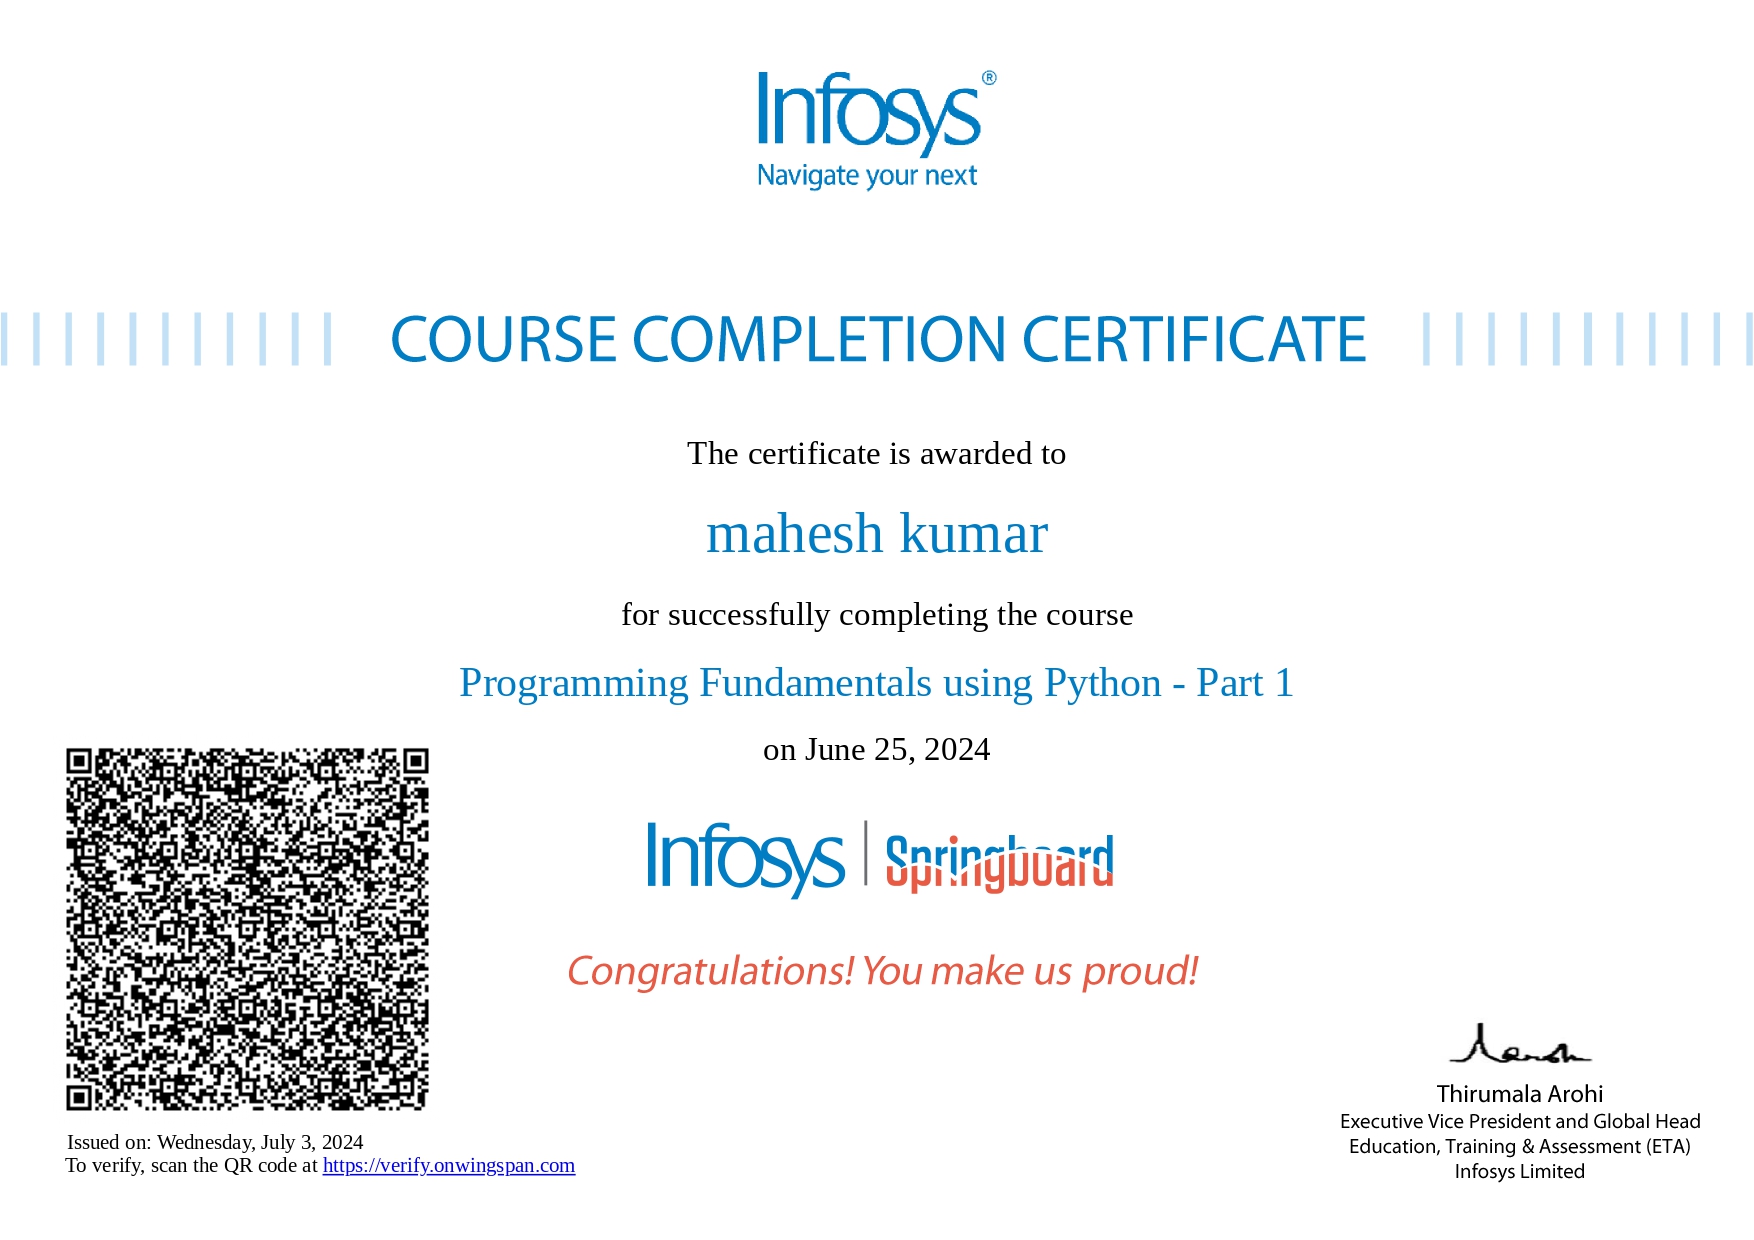 Infosys®
Navigate your next
COURSE COMPLETION CERTIFICATE
The certificate is awarded to
mahesh kumar
for successfully completing the course
Programming Fundamentals using Python - Part 1
on June 25, 2024
Infosys | Springboard
Congratulations! You make us proud!
Thirumala Arohi
Executive Vice President and Global Head
Education, Training & Assessment (ETA)
Infosys Limited
Issued on: Wednesday, July 3, 2024
To verify, scan the QR code at https://verify.onwingspan.com